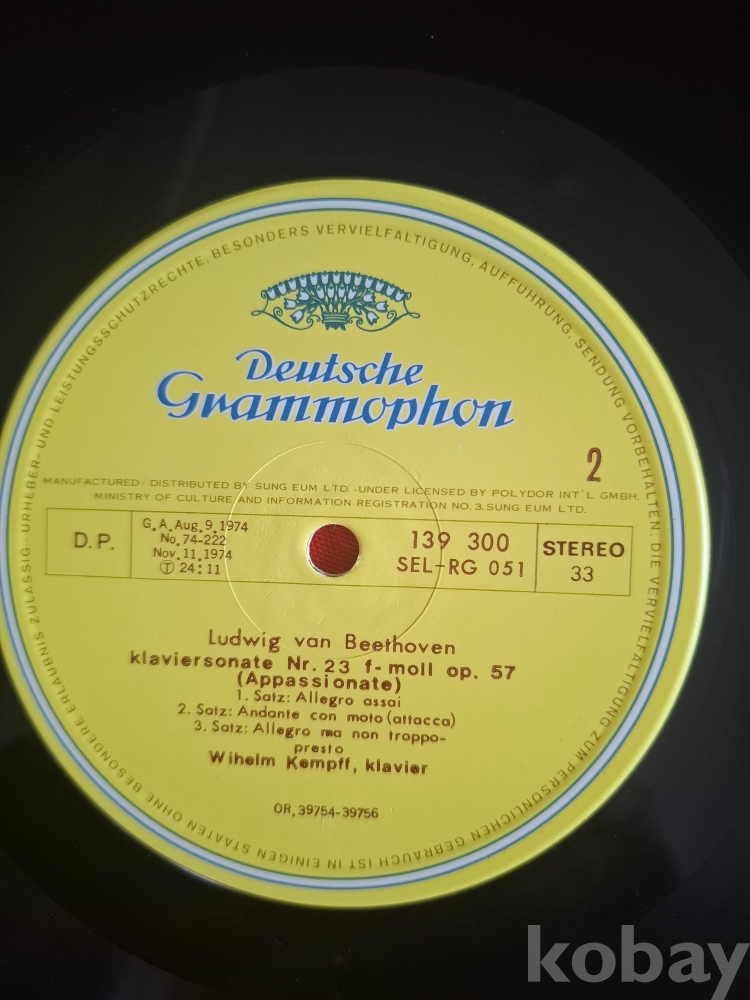 URHEBER- UND LEISTUNGSSCHUTZRECHTE, BESONDERS VERVIELFÄLTIGUNG, AUFFÜHRUNG, SENDUNG VORBEHALTEN; DIE VERVIELFÄLTIGUNG ZUM PERSÖNLICHEN GEBRAUCH IST IN EINIGEN STAATEN OHNE BESONDERE ERLAUBNIS ZULÄSSIG.
Deutsche
Grammophon
2
MANUFACTURED/DISTRIBUTED BY SUNG EUM LTD.-UNDER LICENSED BY POLYDOR INT'L GMBH.
MINISTRY OF CULTURE AND INFORMATION REGISTRATION NO.3.SUNG EUM LTD.
D.P.
G.A.Aug.9.1974
No.74-222
Nov.11.1974
Ⓣ 24:11
139 300
SEL-RG 051
STEREO
33
Ludwig van Beethoven
klaviersonate Nr.23 f-moll op. 57
(Appassionate)
1. Satz: Allegro assai
2. Satz: Andante con moto (attacca)
3. Satz: Allegro ma non troppo-
presto
Wihelm Kempff, klavier
OR,39754-39756
kobay